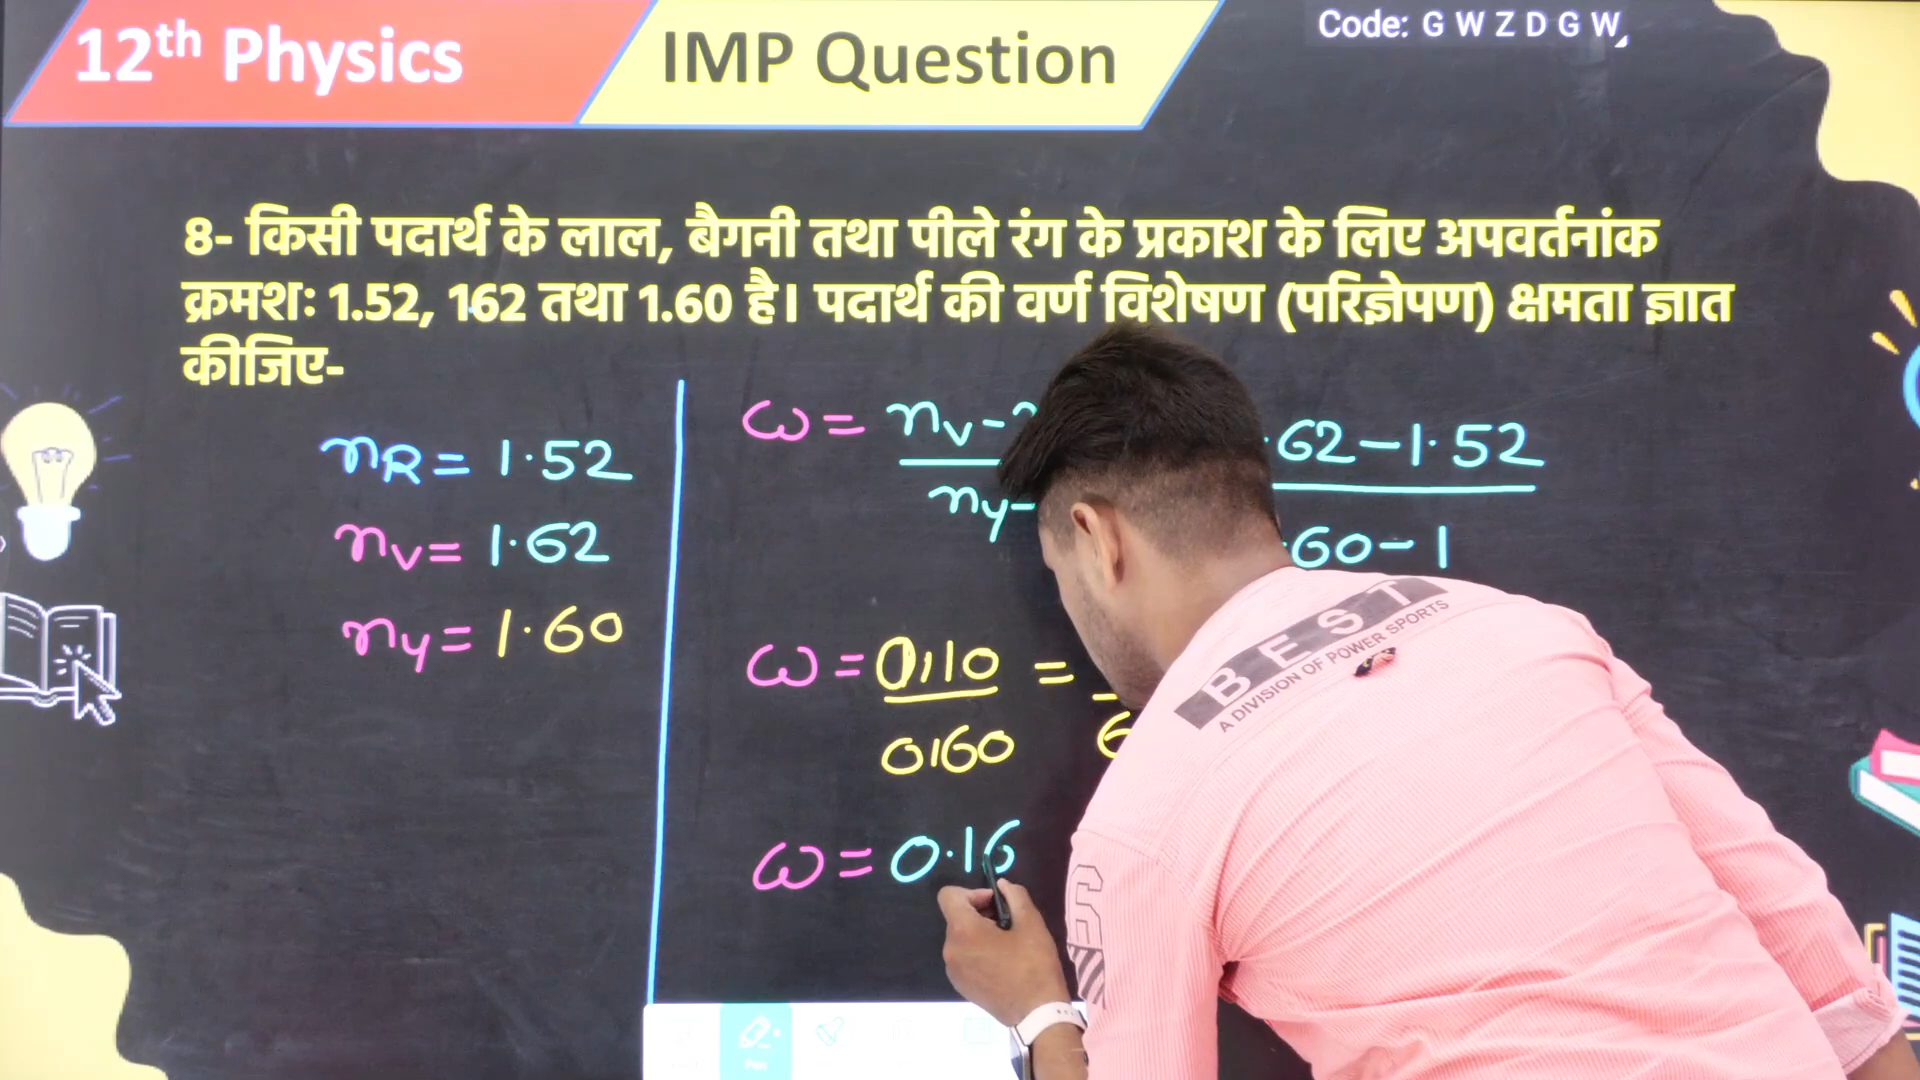 12th Physics
IMP Question
Code: G W Z D G W
8- किसी पदार्थ के लाल, बैगनी तथा पीले रंग के प्रकाश के लिए अपवर्तनांक
क्रमशः 1.52, 162 तथा 1.60 है। पदार्थ की वर्ण विशेषण (परिज्ञेपण) क्षमता ज्ञात
कीजिए-
nR = 1.52
nv = 1.62
ny = 1.60
ω = nv -
ny -
.62 - 1.52
.60 - 1
ω = 0.10 =
0.60 6
ω = 0.16
BEST
A DIVISION OF POWER SPORTS
Pen